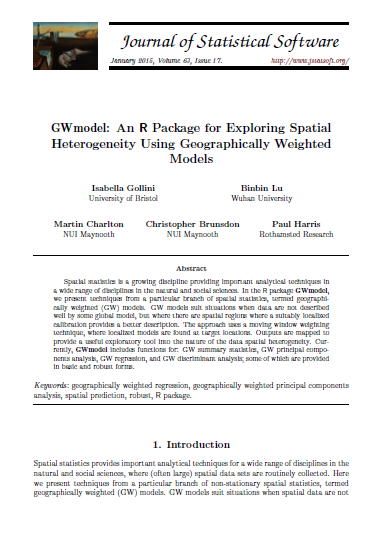 Journal of Statistical Software
January 2015, Volume 63, Issue 17.
http://www.jstatsoft.org/
GWmodel: An R Package for Exploring Spatial
Heterogeneity Using Geographically Weighted
Models
Isabella Gollini
University of Bristol
Binbin Lu
Wuhan University
Martin Charlton
NUI Maynooth
Christopher Brunsdon
NUI Maynooth
Paul Harris
Rothamsted Research
Abstract
Spatial statistics is a growing discipline providing important analytical techniques in
a wide range of disciplines in the natural and social sciences. In the R package GWmodel,
we present techniques from a particular branch of spatial statistics, termed geographi-
cally weighted (GW) models. GW models suit situations when data are not described
well by some global model, but where there are spatial regions where a suitably localized
calibration provides a better description. The approach uses a moving window weighting
technique, where localized models are found at target locations. Outputs are mapped to
provide a useful exploratory tool into the nature of the data spatial heterogeneity. Cur-
rently, GWmodel includes functions for: GW summary statistics, GW principal compo-
nents analysis, GW regression, and GW discriminant analysis; some of which are provided
in basic and robust forms.
Keywords: geographically weighted regression, geographically weighted principal components
analysis, spatial prediction, robust, R package.
1. Introduction
Spatial statistics provides important analytical techniques for a wide range of disciplines in the
natural and social sciences, where (often large) spatial data sets are routinely collected. Here
we present techniques from a particular branch of non-stationary spatial statistics, termed
geographically weighted (GW) models. GW models suit situations when spatial data are not